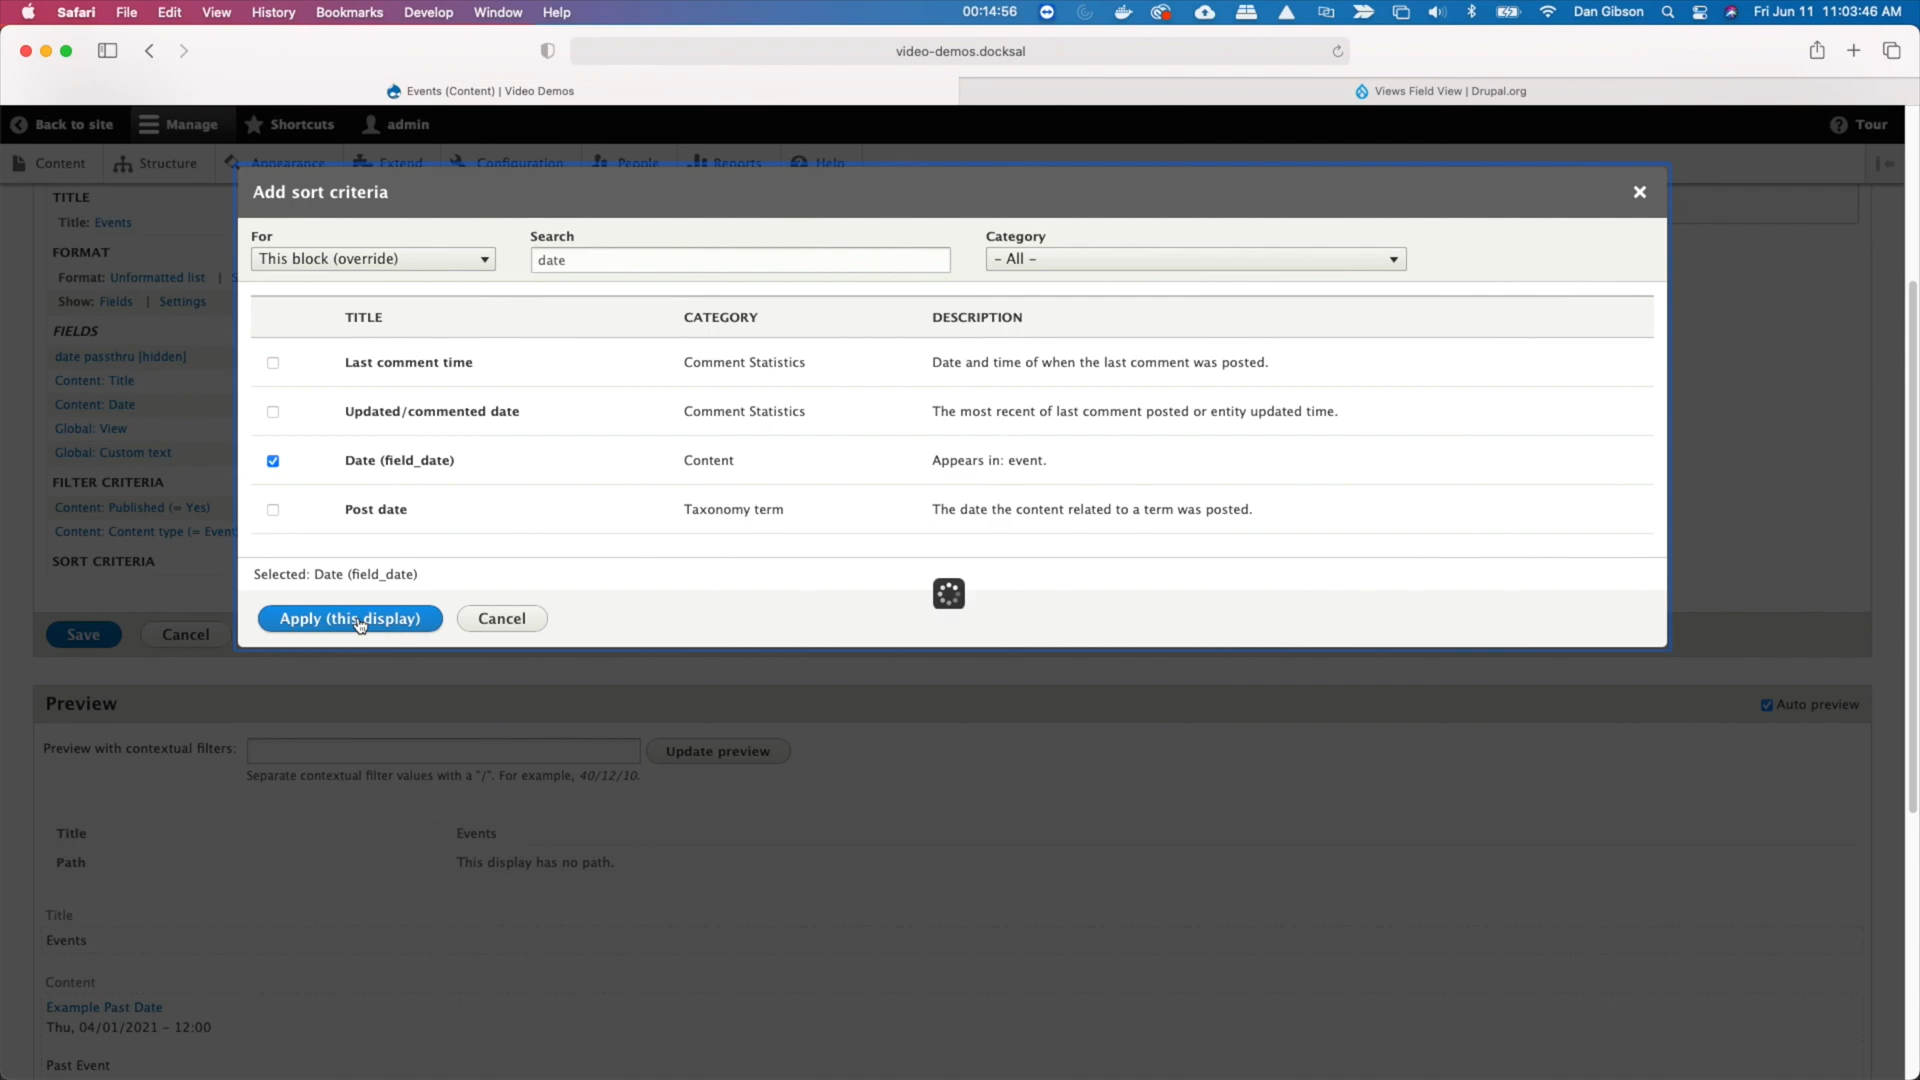 Safari File Edit View History Bookmarks Develop Window Help 00:14:56 Dan Gibson Fri Jun 11 11:03:46 AM
video-demos.docksal
Events (Content) | Video Demos
Views Field View | Drupal.org
Back to site Manage Shortcuts admin Tour
Content Structure Appearance Extend Configuration People Reports Help
Add sort criteria
For Search Category
This block (override) date - All -
TITLE CATEGORY DESCRIPTION
Last comment time Comment Statistics Date and time of when the last comment was posted.
Updated/commented date Comment Statistics The most recent of last comment posted or entity updated time.
Date (field_date) Content Appears in: event.
Post date Taxonomy term The date the content related to a term was posted.
Selected: Date (field_date)
Apply (this display) Cancel
TITLE
Title: Events
FORMAT
Format: Unformatted list |
Show: Fields | Settings
FIELDS
date passthru [hidden]
Content: Title
Content: Date
Global: View
Global: Custom text
FILTER CRITERIA
Content: Published (= Yes)
Content: Content type (= Event
SORT CRITERIA
Save Cancel
Preview Auto preview
Preview with contextual filters: Update preview
Separate contextual filter values with a "/". For example, 40/12/10.
Title Events
Path This display has no path.
Title
Events
Content
Example Past Date
Thu, 04/01/2021 - 12:00
Past Event